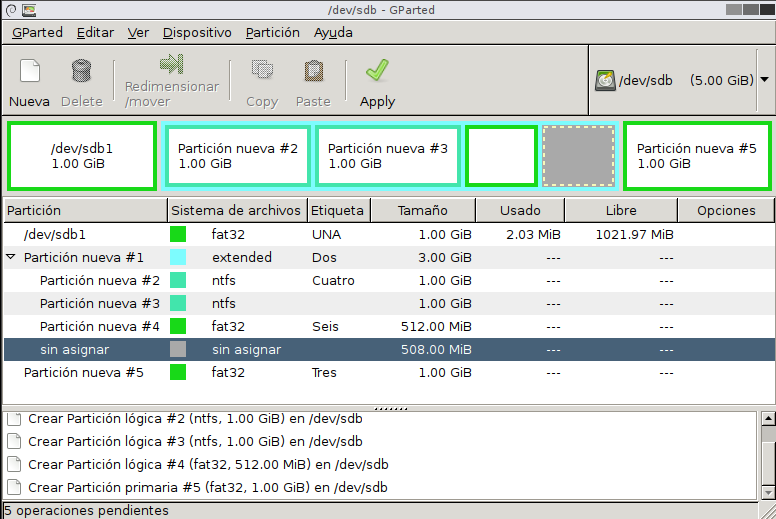 /dev/sdb - GParted
GParted Editar Ver Dispositivo Partición Ayuda
Nueva Delete Redimensionar /mover Copy Paste Apply /dev/sdb (5.00 GiB)
/dev/sdb1 1.00 GiB Partición nueva #2 1.00 GiB Partición nueva #3 1.00 GiB Partición nueva #5 1.00 GiB
Partición Sistema de archivos Etiqueta Tamaño Usado Libre Opciones
/dev/sdb1 fat32 UNA 1.00 GiB 2.03 MiB 1021.97 MiB
Partición nueva #1 extended Dos 3.00 GiB --- ---
Partición nueva #2 ntfs Cuatro 1.00 GiB --- ---
Partición nueva #3 ntfs 1.00 GiB --- ---
Partición nueva #4 fat32 Seis 512.00 MiB --- ---
sin asignar sin asignar 508.00 MiB --- ---
Partición nueva #5 fat32 Tres 1.00 GiB --- ---
Crear Partición lógica #2 (ntfs, 1.00 GiB) en /dev/sdb
Crear Partición lógica #3 (ntfs, 1.00 GiB) en /dev/sdb
Crear Partición lógica #4 (fat32, 512.00 MiB) en /dev/sdb
Crear Partición primaria #5 (fat32, 1.00 GiB) en /dev/sdb
5 operaciones pendientes